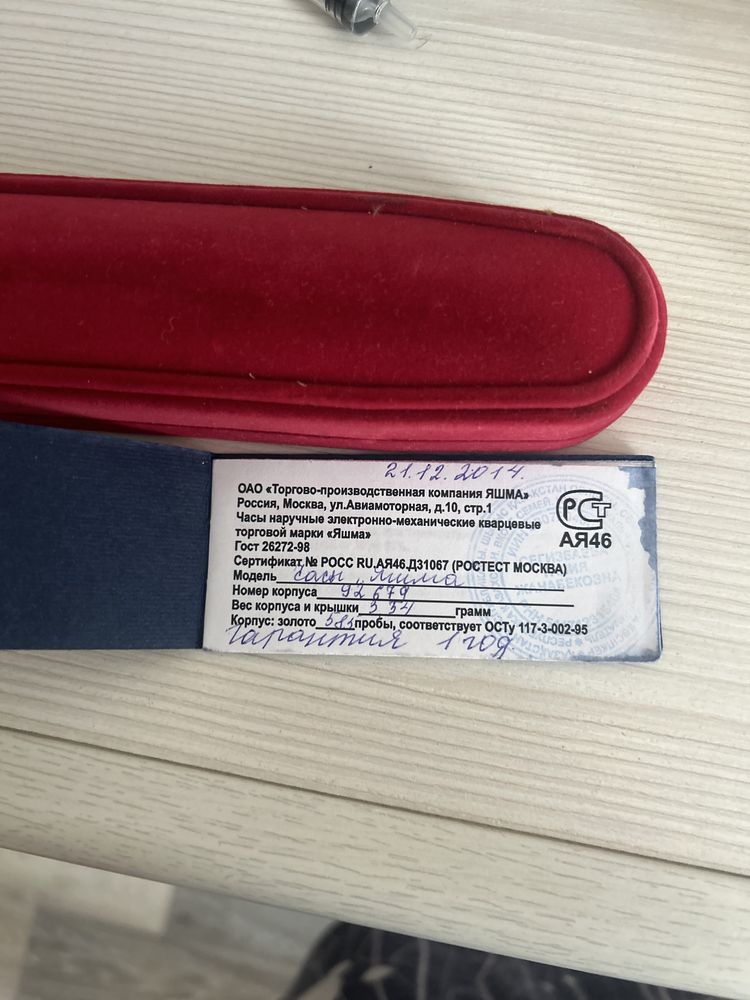 21.12.2014.
ОАО «Торгово-производственная компания ЯШМА»
Россия, Москва, ул.Авиамоторная, д.10, стр.1
Часы наручные электронно-механические кварцевые
торговой марки «Яшма»
Гост 26272-98
РСТ
АЯ46
Сертификат № РОСС RU.АЯ46.Д31067 (РОСТЕСТ МОСКВА)
Модель часы Яшма
Номер корпуса 92679
Вес корпуса и крышки 3 34 грамм
Корпус: золото 585 пробы, соответствует ОСТу 117-3-002-95
гарантия 1 год.